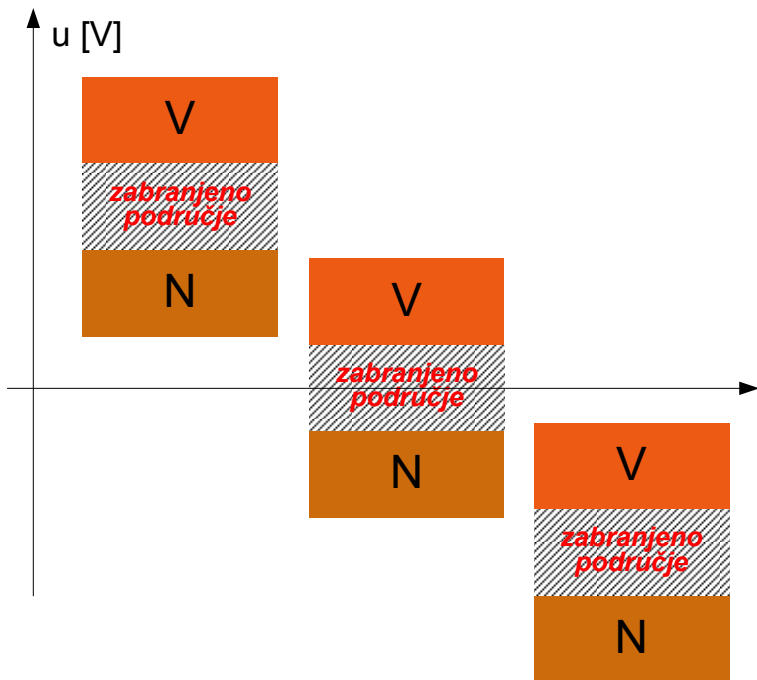 u [V]
V
zabranjeno
područje
N
V
zabranjeno
područje
N
V
zabranjeno
područje
N